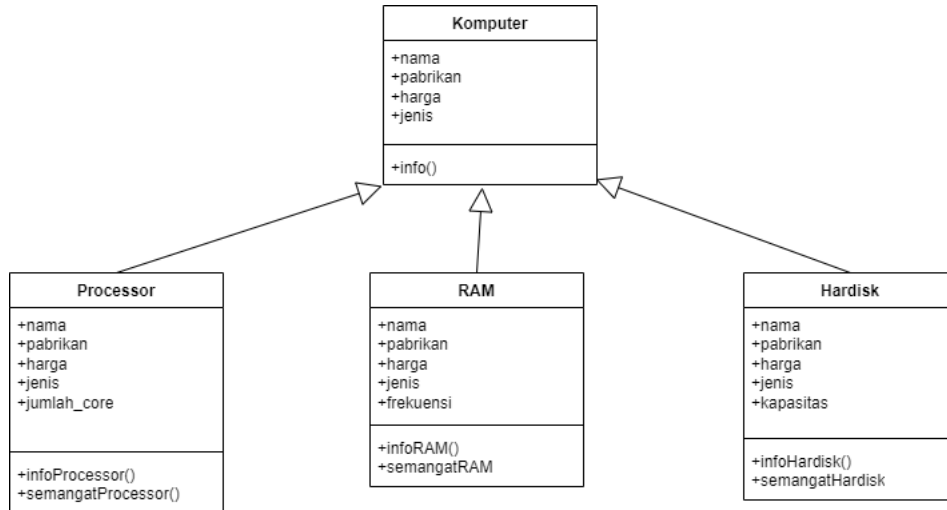 Komputer
+nama
+pabrikan
+harga
+jenis
+info()
Processor
+nama
+pabrikan
+harga
+jenis
+jumlah_core
+infoProcessor()
+semangatProcessor()
RAM
+nama
+pabrikan
+harga
+jenis
+frekuensi
+infoRAM()
+semangatRAM
Hardisk
+nama
+pabrikan
+harga
+jenis
+kapasitas
+infoHardisk()
+semangatHardisk